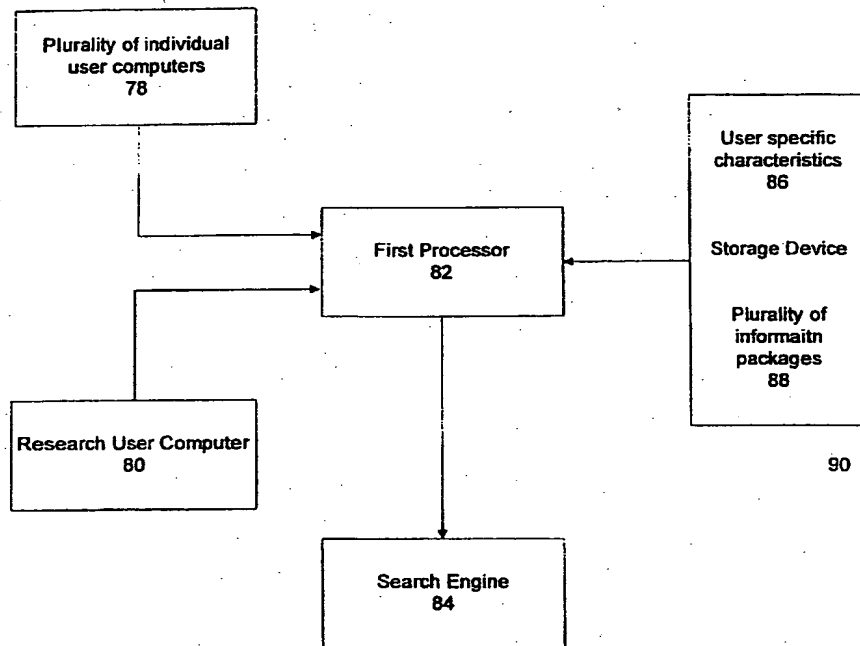 Plurality of individual
user computers
78
User specific
characteristics
86
First Processor
82
Storage Device
Plurality of
informaitn
packages
88
Research User Computer
80
90
Search Engine
84